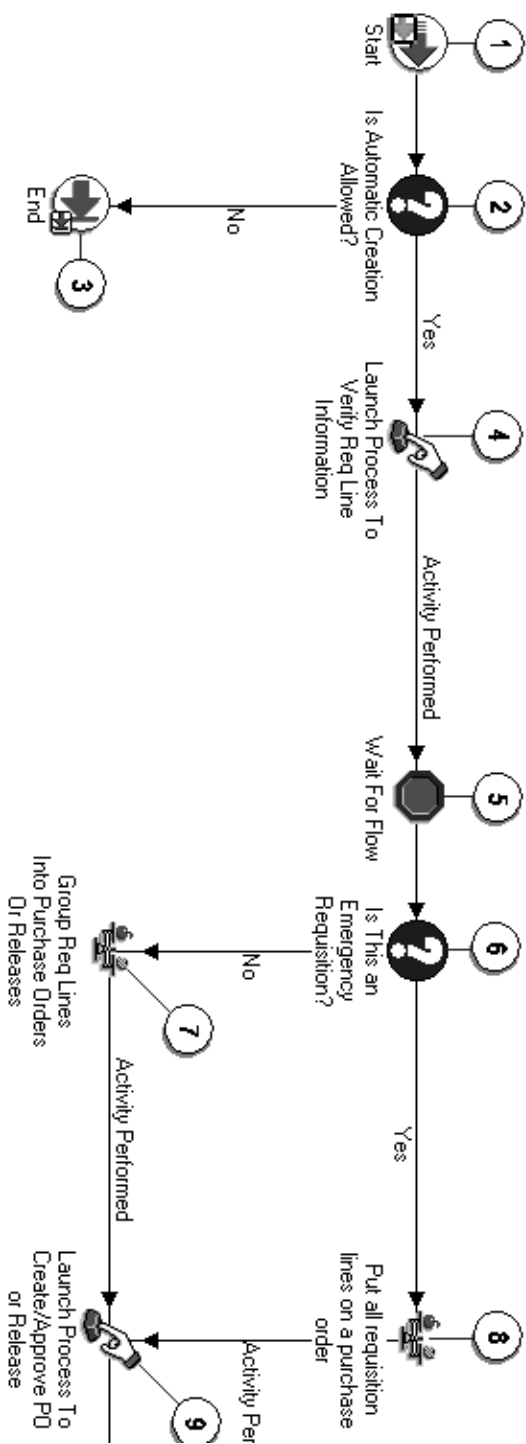 1
Start
2
Is Automatic Creation
Allowed?
No
3
End
Yes
4
Launch Process To
Verify Req Line
Information
Activity Performed
5
Wait For Flow
6
Is This an
Emergency
Requisition?
No
7
Group Req Lines
Into Purchase Orders
Or Releases
Activity Performed
Yes
8
Put all requisition
lines on a purchase
order
Activity Per
9
Launch Process To
Create/Approve PO
or Release